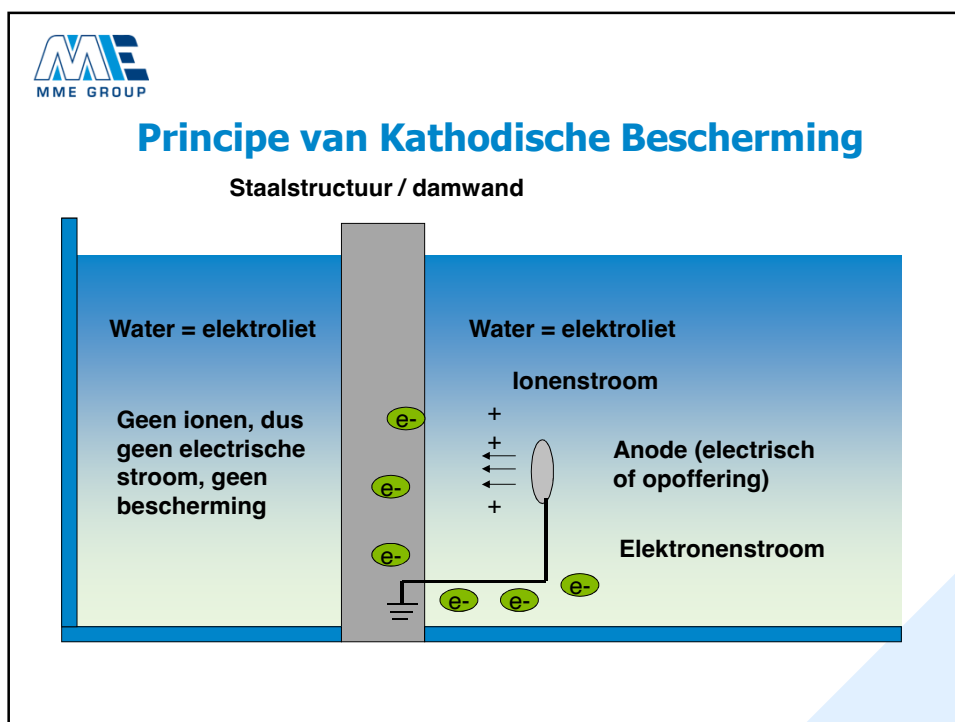 ME
MME GROUP
Principe van Kathodische Bescherming
Staalstructuur / damwand
Water = elektroliet
Water = elektroliet
Ionenstroom
Geen ionen, dus
geen electrische
stroom, geen
bescherming
e-
e-
e-
+
+
+
Anode (electrisch
of opoffering)
Elektronenstroom
e-
e-
e-